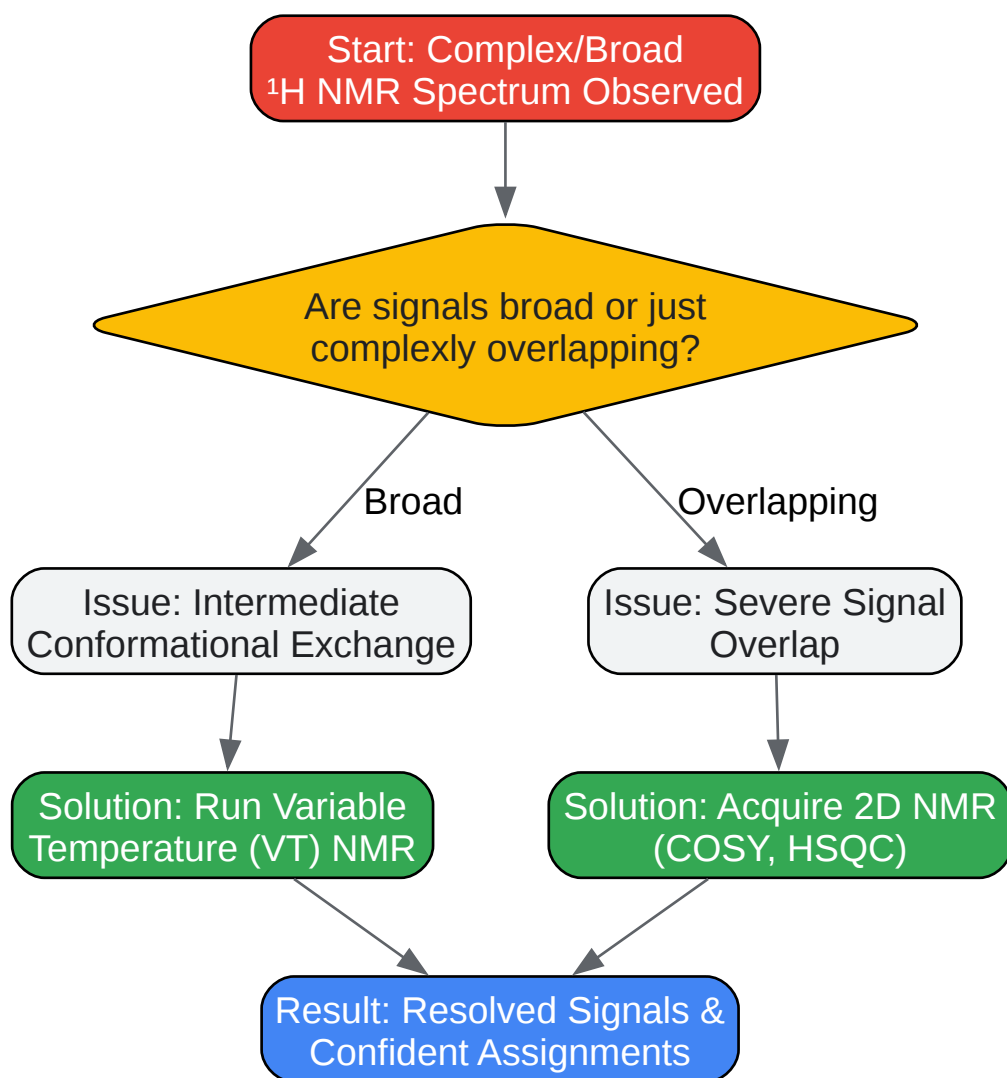 Start: Complex/Broad
¹H NMR Spectrum Observed
Are signals broad or just
complexly overlapping?
Broad
Overlapping
Issue: Intermediate
Conformational Exchange
Issue: Severe Signal
Overlap
Solution: Run Variable
Temperature (VT) NMR
Solution: Acquire 2D NMR
(COSY, HSQC)
Result: Resolved Signals &
Confident Assignments